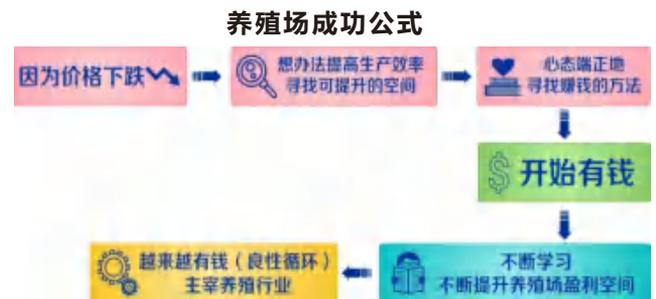 养殖场成功公式
因为价格下跌
想办法提高生产效率
寻找可提升的空间
心态端正地
寻找赚钱的方法
开始有钱
不断学习
不断提升养殖场盈利空间
越来越有钱（良性循环）
主宰养殖行业